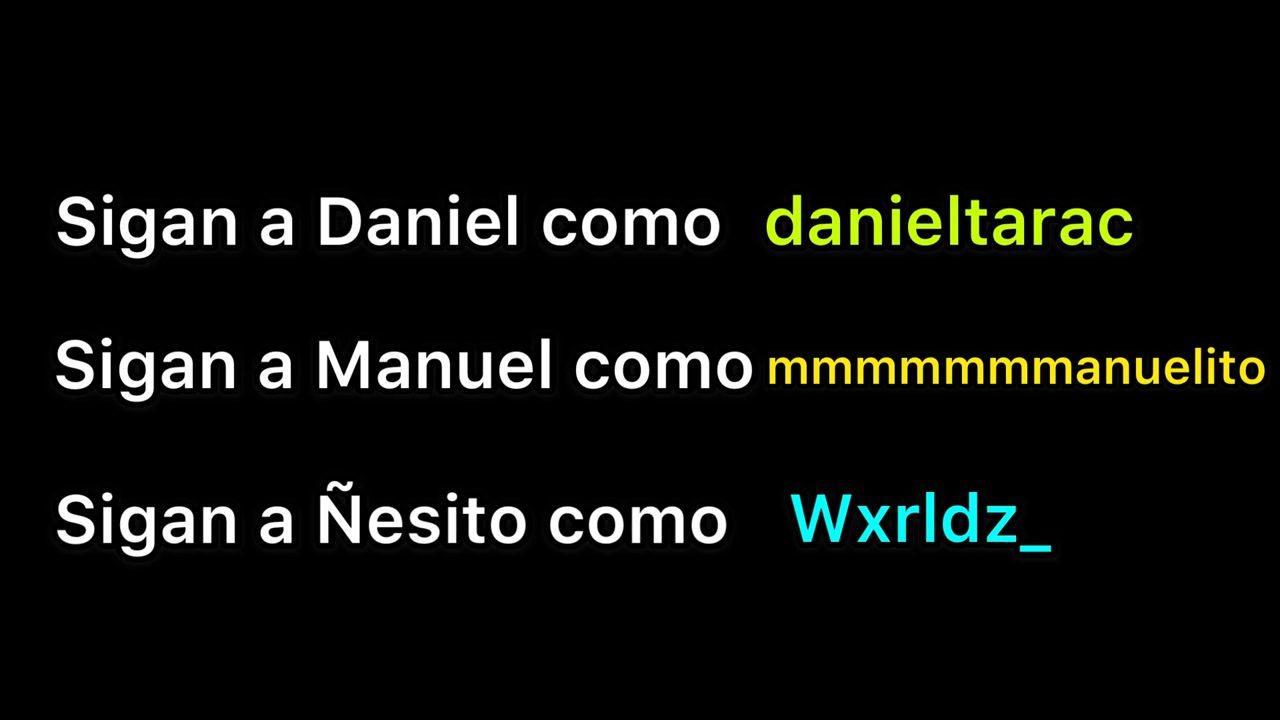 Sigan a Daniel como danieltarac
Sigan a Manuel como mmmmmmmanuelito
Sigan a Ñesito como Wxrldz_